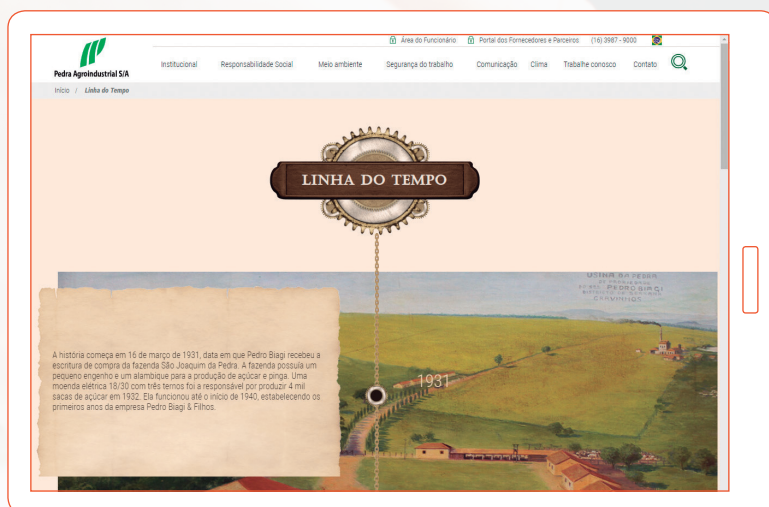 Área do Funcionário
Portal dos Fornecedores e Parceiros
(16) 3987 - 9000
Pedra Agroindustrial S/A
Institucional
Responsabilidade Social
Meio ambiente
Segurança do trabalho
Comunicação
Clima
Trabalhe conosco
Contato
Início / Linha do Tempo
LINHA DO TEMPO
USINA DA PEDRA
PEDRO BIAGI
A história começa em 16 de março de 1931, data em que Pedro Biagi recebeu a
escritura de compra da fazenda São Joaquim da Pedra. A fazenda possuía um
pequeno engenho e um alambique para a produção de açúcar e pinga. Uma
moenda elétrica 18/30 com três ternos foi a responsável por produzir 4 mil
sacas de açúcar em 1932. Ela funcionou até o início de 1940, estabelecendo os
primeiros anos da empresa Pedro Biagi & Filhos.
1931